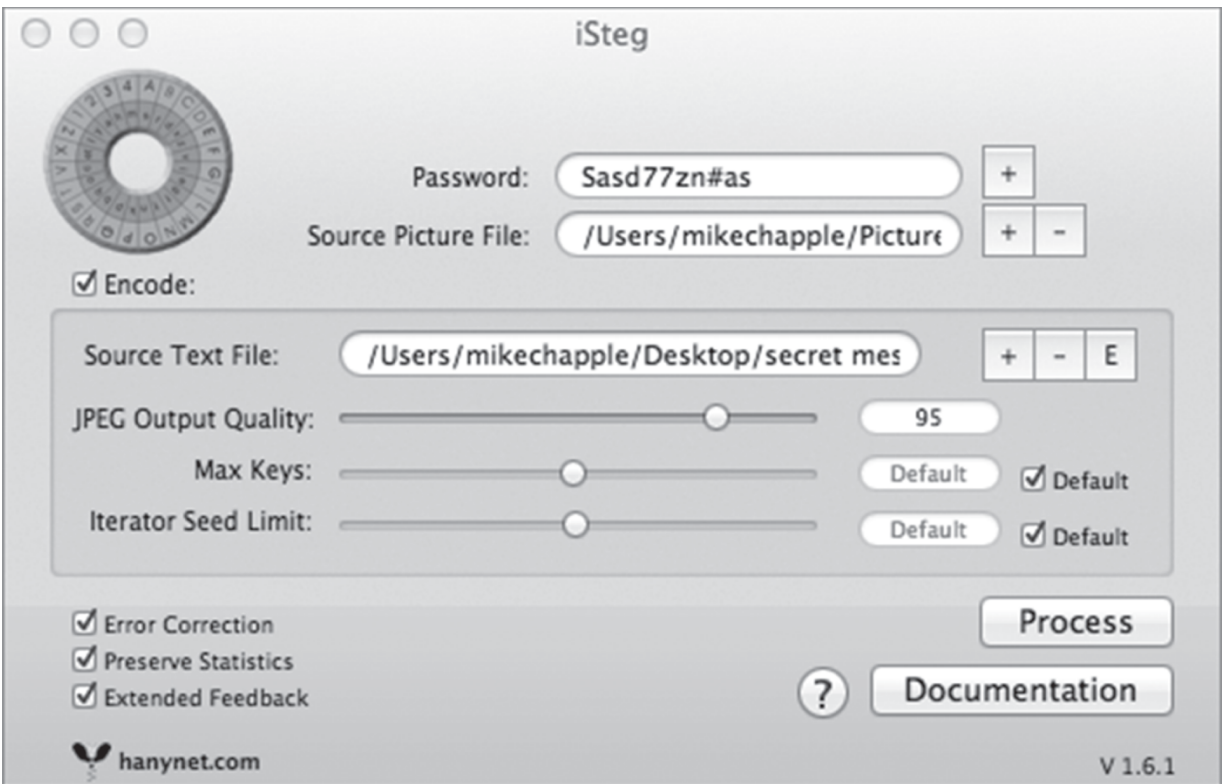 iSteg
Password: Sasd77zn#as +
Source Picture File: /Users/mikechapple/Picture + -
Encode:
Source Text File: /Users/mikechapple/Desktop/secret mes + - E
JPEG Output Quality: 95
Max Keys: Default Default
Iterator Seed Limit: Default Default
Error Correction
Process
Preserve Statistics
Extended Feedback
? Documentation
hanynet.com
V 1.6.1